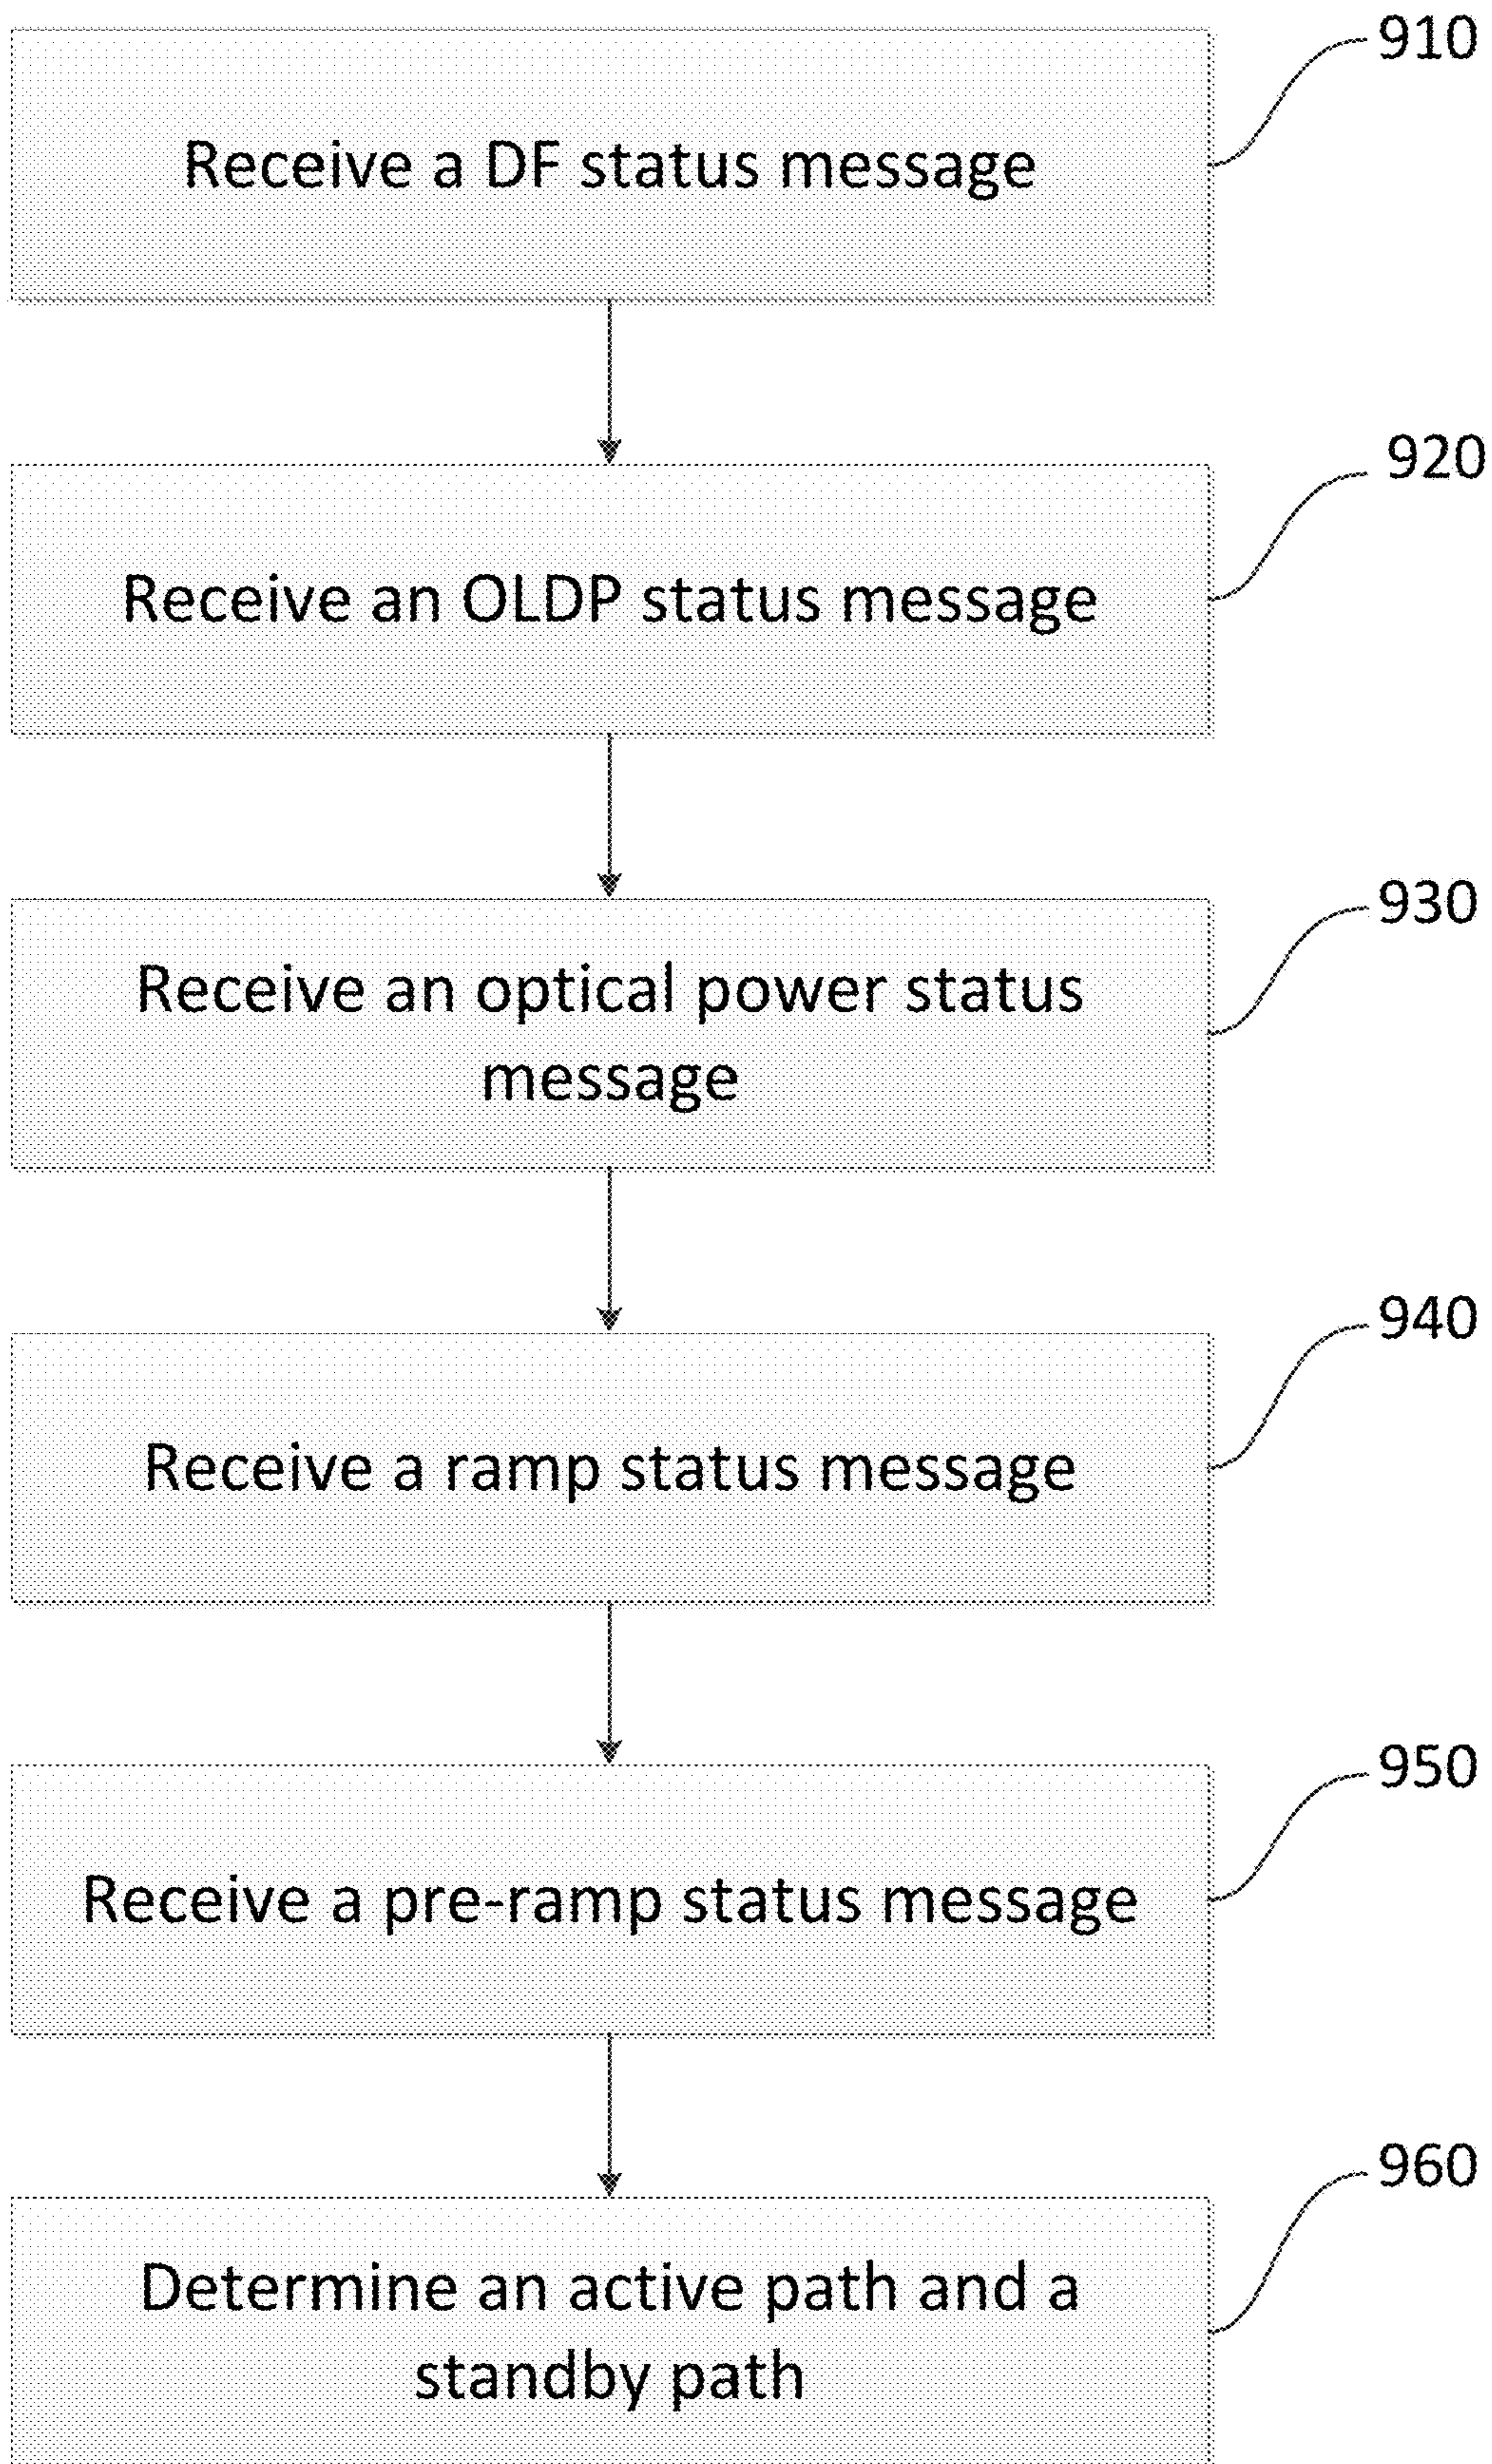 910
Receive a DF status message
920
Receive an OLDP status message
930
Receive an optical power status
message
940
Receive a ramp status message
950
Receive a pre-ramp status message
960
Determine an active path and a
standby path